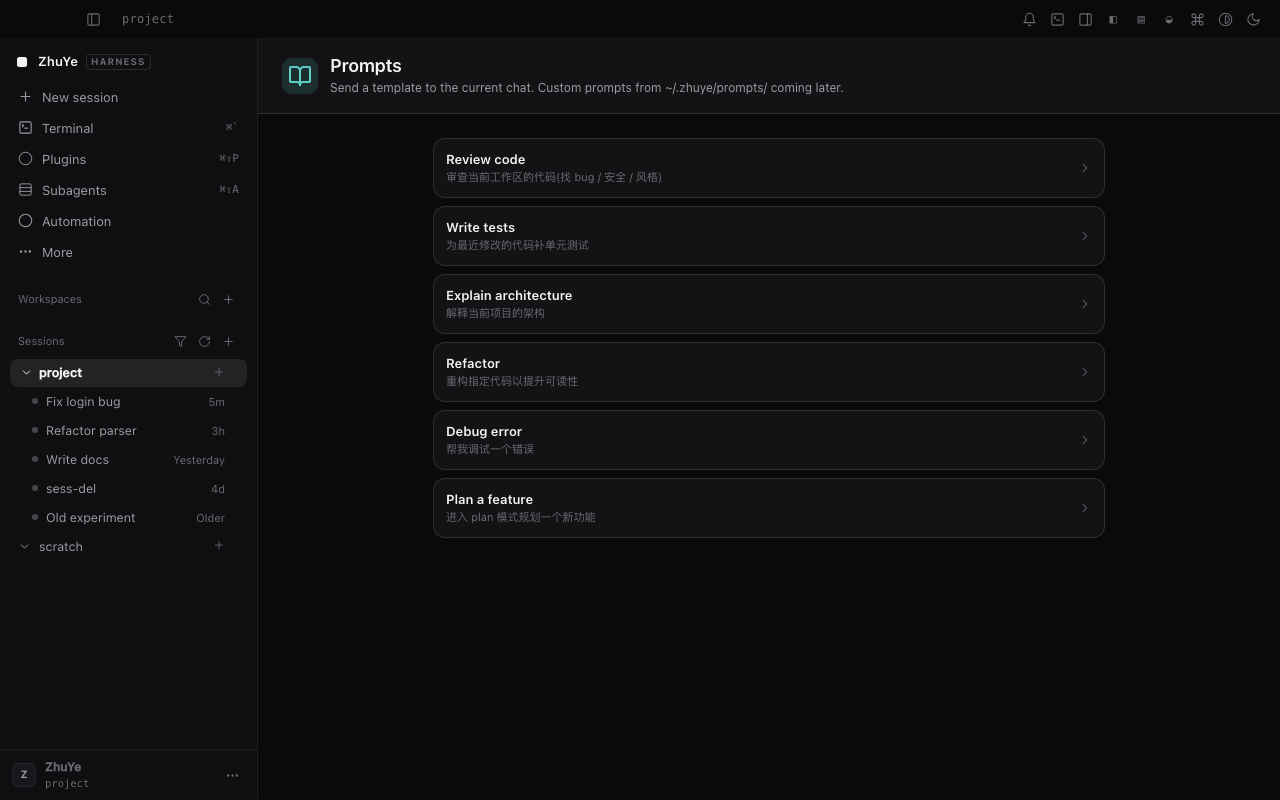 project
ZhuYe HARNESS
New session
Terminal ⌘`
Plugins ⌘⇧P
Subagents ⌘⇧A
Automation
More
Workspaces
Sessions
project
Fix login bug 5m
Refactor parser 3h
Write docs Yesterday
sess-del 4d
Old experiment Older
scratch
Z
ZhuYe
project
Prompts
Send a template to the current chat. Custom prompts from ~/.zhuye/prompts/ coming later.
Review code
审查当前工作区的代码(找 bug / 安全 / 风格)
Write tests
为最近修改的代码补单元测试
Explain architecture
解释当前项目的架构
Refactor
重构指定代码以提升可读性
Debug error
帮我调试一个错误
Plan a feature
进入 plan 模式规划一个新功能